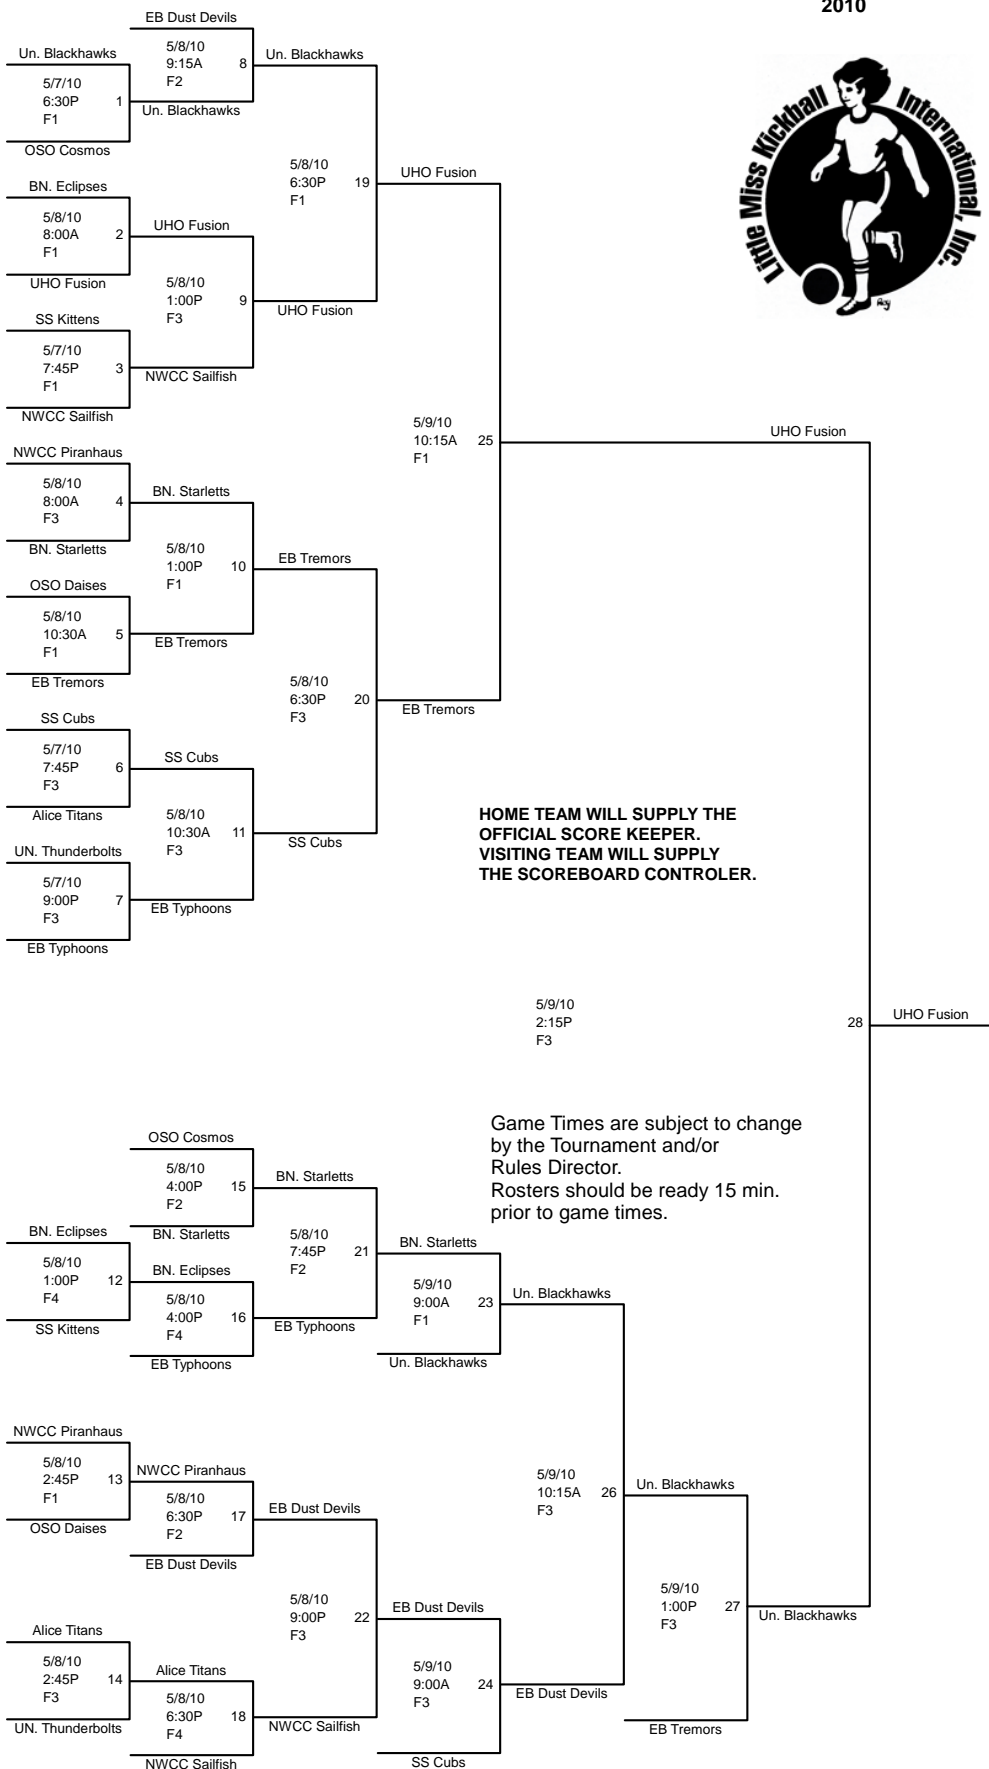 2010
Little Miss Kickball International, Inc.
Roy
EB Dust Devils
Un. Blackhawks
5/8/10
9:15A 8
F2
Un. Blackhawks
5/7/10
6:30P 1
F1
Un. Blackhawks
OSO Cosmos
5/8/10
6:30P 19
F1
UHO Fusion
BN. Eclipses
5/8/10
8:00A 2
F1
UHO Fusion
UHO Fusion
5/8/10
1:00P 9
F3
UHO Fusion
SS Kittens
5/7/10
7:45P 3
F1
NWCC Sailfish
NWCC Sailfish
5/9/10
10:15A 25
F1
UHO Fusion
NWCC Piranhaus
5/8/10
8:00A 4
F3
BN. Starletts
BN. Starletts
5/8/10
1:00P 10
F1
EB Tremors
OSO Daises
5/8/10
10:30A 5
F1
EB Tremors
EB Tremors
5/8/10
6:30P 20
F3
EB Tremors
SS Cubs
5/7/10
7:45P 6
F3
SS Cubs
Alice Titans
5/8/10
10:30A 11
F3
SS Cubs
UN. Thunderbolts
5/7/10
9:00P 7
F3
EB Typhoons
EB Typhoons
HOME TEAM WILL SUPPLY THE
OFFICIAL SCORE KEEPER.
VISITING TEAM WILL SUPPLY
THE SCOREBOARD CONTROLER.
5/9/10
2:15P 28
F3
UHO Fusion
Game Times are subject to change
by the Tournament and/or
Rules Director.
Rosters should be ready 15 min.
prior to game times.
OSO Cosmos
5/8/10
4:00P 15
F2
BN. Starletts
BN. Starletts
5/8/10
7:45P 21
F2
BN. Starletts
BN. Eclipses
5/8/10
1:00P 12
F4
BN. Eclipses
SS Kittens
5/8/10
4:00P 16
F4
EB Typhoons
EB Typhoons
5/9/10
9:00A 23
F1
Un. Blackhawks
Un. Blackhawks
NWCC Piranhaus
5/8/10
2:45P 13
F1
NWCC Piranhaus
OSO Daises
5/8/10
6:30P 17
F2
EB Dust Devils
EB Dust Devils
5/9/10
10:15A 26
F3
Un. Blackhawks
5/8/10
9:00P 22
F3
EB Dust Devils
5/9/10
1:00P 27
F3
Un. Blackhawks
Alice Titans
5/8/10
2:45P 14
F3
Alice Titans
UN. Thunderbolts
5/8/10
6:30P 18
F4
NWCC Sailfish
NWCC Sailfish
5/9/10
9:00A 24
F3
EB Dust Devils
SS Cubs
EB Tremors